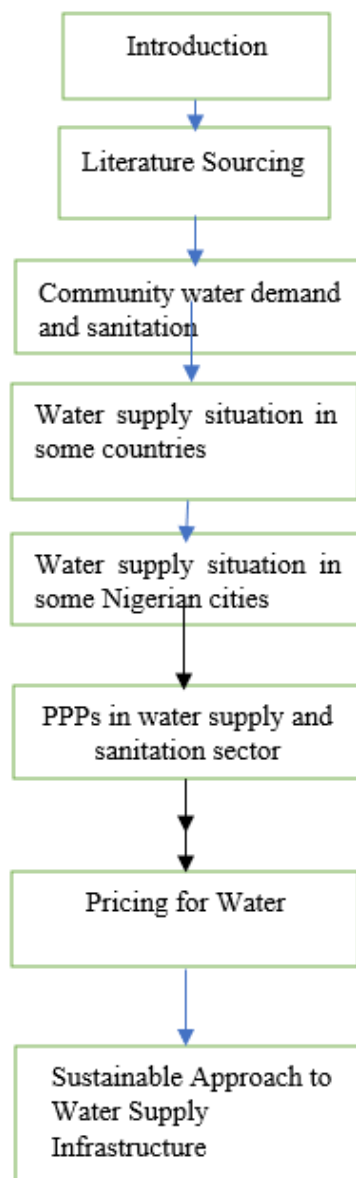 Introduction
Literature Sourcing
Community water demand
and sanitation
Water supply situation in
some countries
Water supply situation in
some Nigerian cities
PPPs in water supply and
sanitation sector
Pricing for Water
Sustainable Approach to
Water Supply
Infrastructure